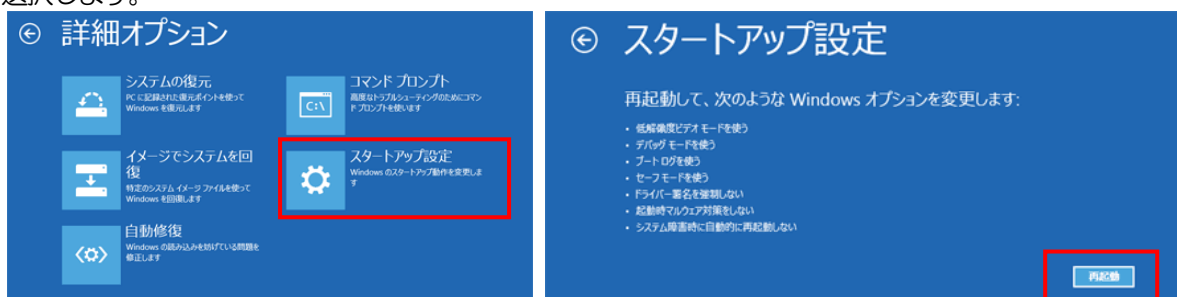 選択します。
詳細オプション
システムの復元
PC に記録された復元ポイントを使って
Windows を復元します
コマンド プロンプト
高度なトラブルシューティングのためにコマン
ド プロンプトを使います
イメージでシステムを回
復
特定のシステム イメージ ファイルを使って
Windows を回復します
スタートアップ設定
Windows のスタートアップ動作を変更しま
す
自動修復
Windows の読み込みを妨げている問題を
修正します
C:\
スタートアップ設定
再起動して、次のような Windows オプションを変更します:
• 低解像度ビデオ モードを使う
• デバッグ モードを使う
• ブート ログを使う
• セーフ モードを使う
• ドライバー署名を強制しない
• 起動時マルウェア対策をしない
• システム障害時に自動的に再起動しない
再起動